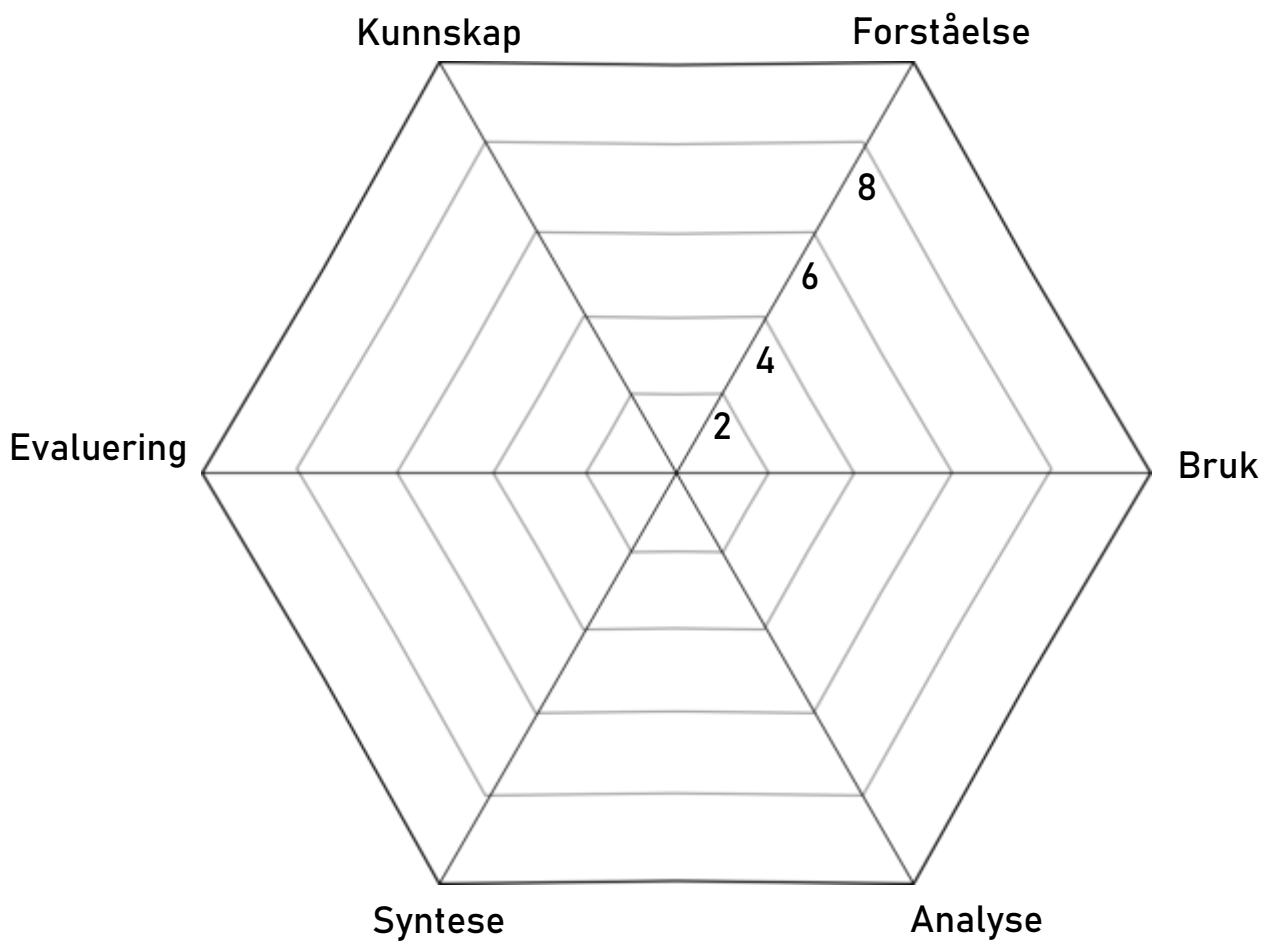 Kunnskap
Forståelse
8
6
4
2
Evaluering
Bruk
Syntese
Analyse